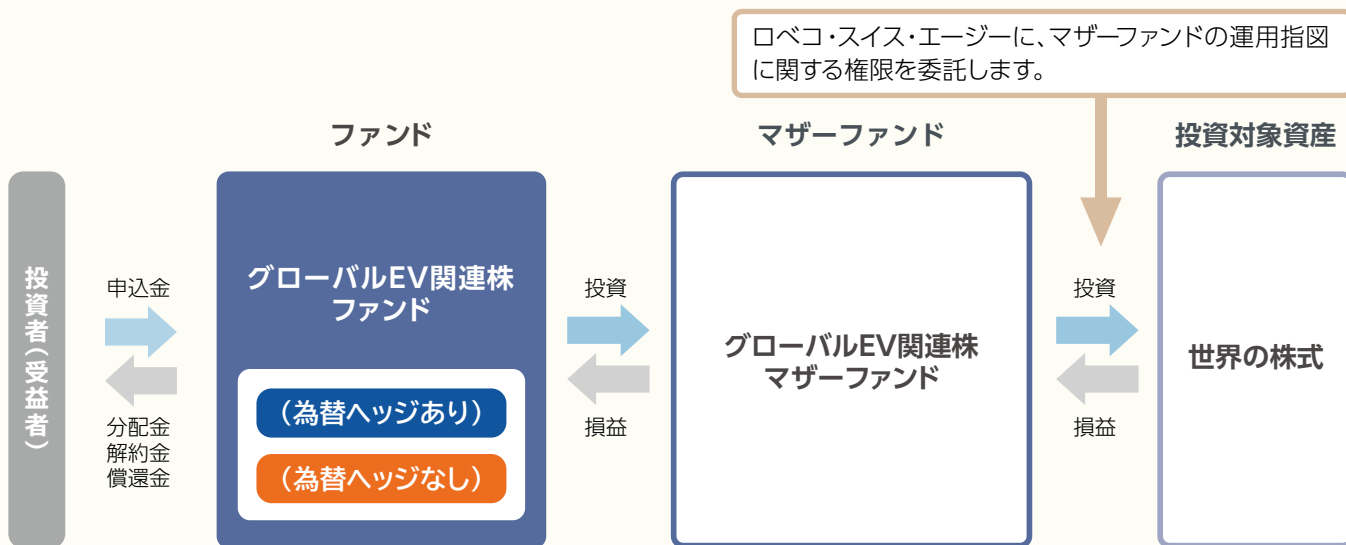 ロベコ・スイス・エージーに、マザーファンドの運用指図
に関する権限を委託します。
ファンド
マザーファンド
投資対象資産
投資者(受益者)
申込金
分配金
解約金
償還金
グローバルEV関連株
ファンド
(為替ヘッジあり)
(為替ヘッジなし)
投資
損益
グローバルEV関連株
マザーファンド
投資
損益
世界の株式